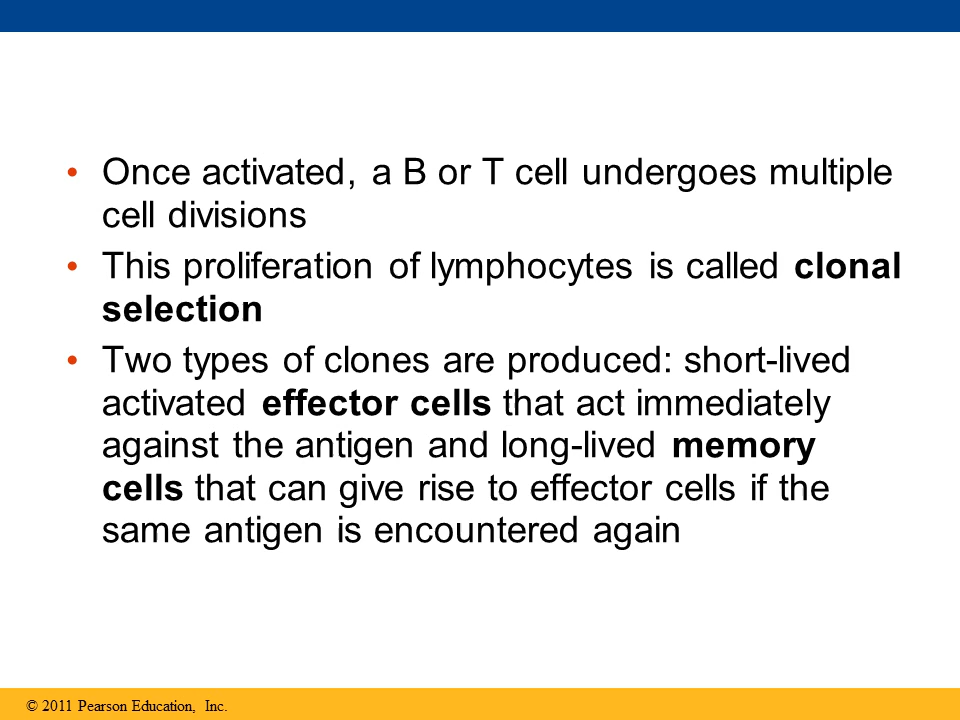 • Once activated, a B or T cell undergoes multiple
cell divisions
• This proliferation of lymphocytes is called clonal
selection
• Two types of clones are produced: short-lived
activated effector cells that act immediately
against the antigen and long-lived memory
cells that can give rise to effector cells if the
same antigen is encountered again
© 2011 Pearson Education, Inc.